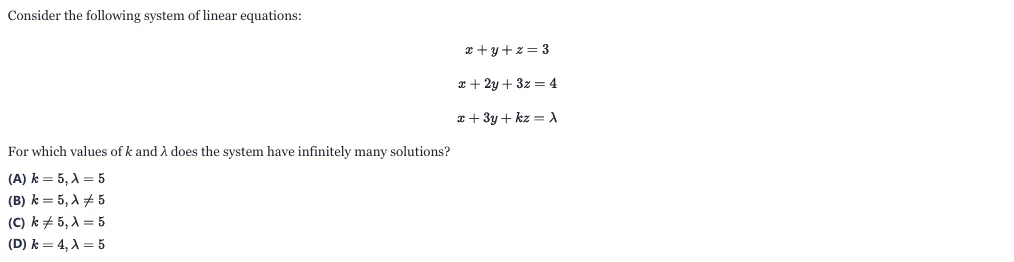 Consider the following system of linear equations:
x + y + z = 3
x + 2y + 3z = 4
x + 3y + kz = λ
For which values of k and λ does the system have infinitely many solutions?
(A) k = 5, λ = 5
(B) k = 5, λ ≠ 5
(C) k ≠ 5, λ = 5
(D) k = 4, λ = 5